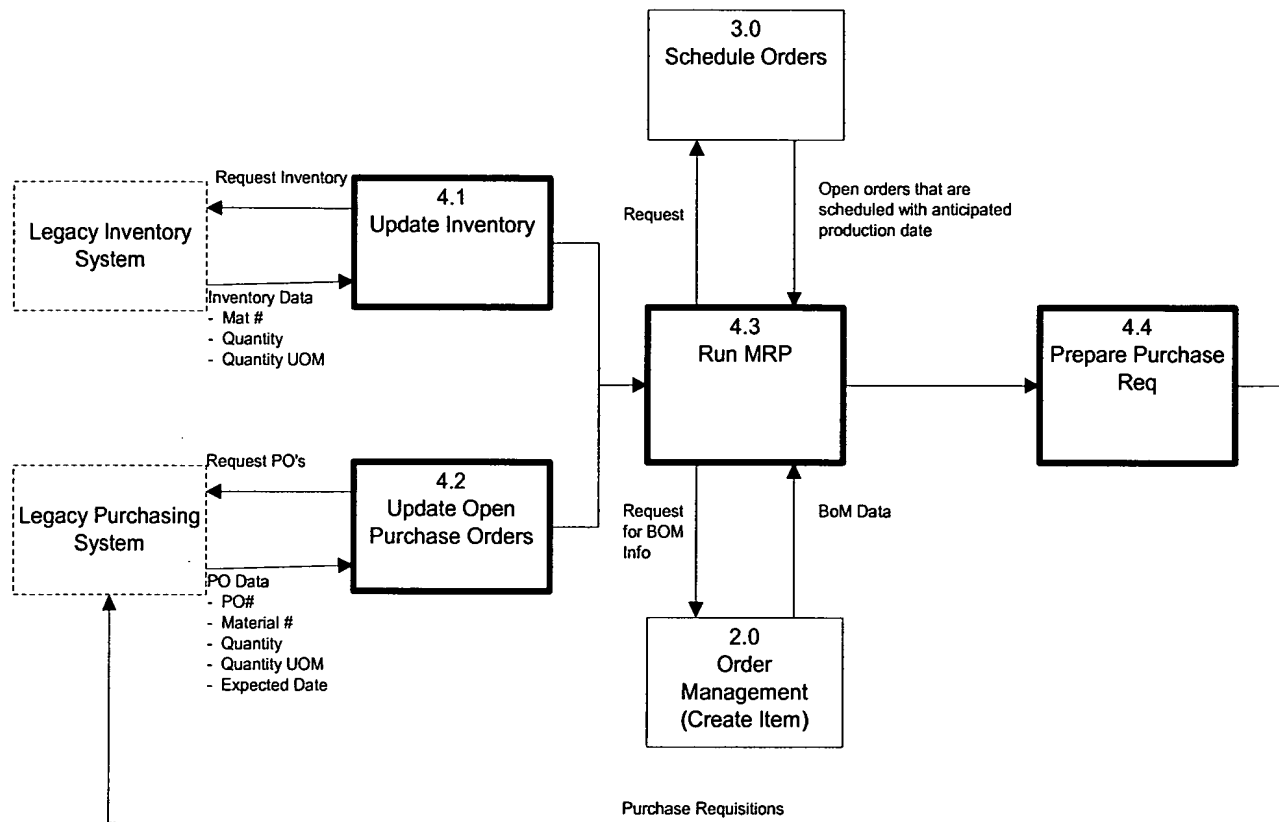 3.0
Schedule Orders
Request Inventory
4.1
Update Inventory
Legacy Inventory
System
Inventory Data
- Mat #
- Quantity
- Quantity UOM
Request
Open orders that are
scheduled with anticipated
production date
4.3
Run MRP
4.4
Prepare Purchase
Req
Request PO's
4.2
Update Open
Purchase Orders
Legacy Purchasing
System
PO Data
- PO#
- Material #
- Quantity
- Quantity UOM
- Expected Date
Request
for BOM
Info
BoM Data
2.0
Order
Management
(Create Item)
Purchase Requisitions